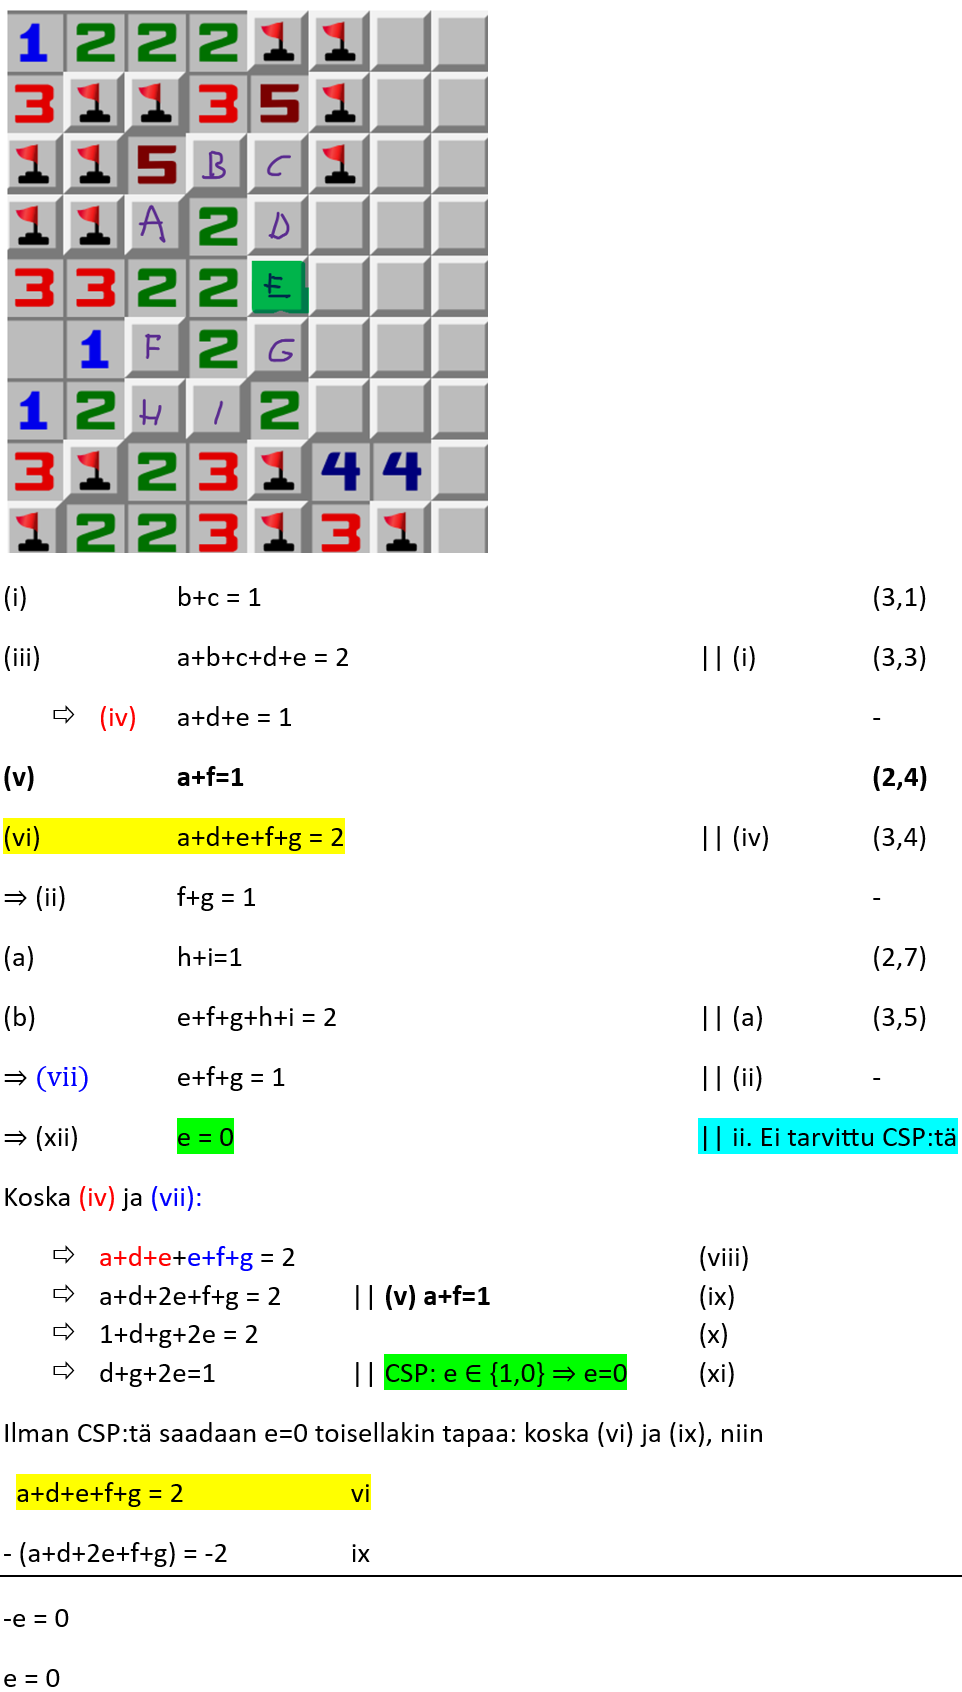 1 2 2 2
3 3 5
5 B C
A 2 D
3 3 2 2 E
1 F 2 G
1 2 H I 2
3 2 3 4 4
2 2 3 3
(i) b+c = 1 (3,1)
(iii) a+b+c+d+e = 2 || (i) (3,3)
⇨ (iv) a+d+e = 1 -
(v) a+f=1 (2,4)
(vi) a+d+e+f+g = 2 || (iv) (3,4)
⇒ (ii) f+g = 1 -
(a) h+i=1 (2,7)
(b) e+f+g+h+i = 2 || (a) (3,5)
⇒ (vii) e+f+g = 1 || (ii) -
⇒ (xii) e = 0 || ii. Ei tarvittu CSP:tä
Koska (iv) ja (vii):
⇨ a+d+e+e+f+g = 2 (viii)
⇨ a+d+2e+f+g = 2 || (v) a+f=1 (ix)
⇨ 1+d+g+2e = 2 (x)
⇨ d+g+2e=1 || CSP: e ∈ {1,0} ⇒ e=0 (xi)
Ilman CSP:tä saadaan e=0 toisellakin tapaa: koska (vi) ja (ix), niin
a+d+e+f+g = 2 vi
- (a+d+2e+f+g) = -2 ix
-e = 0
e = 0